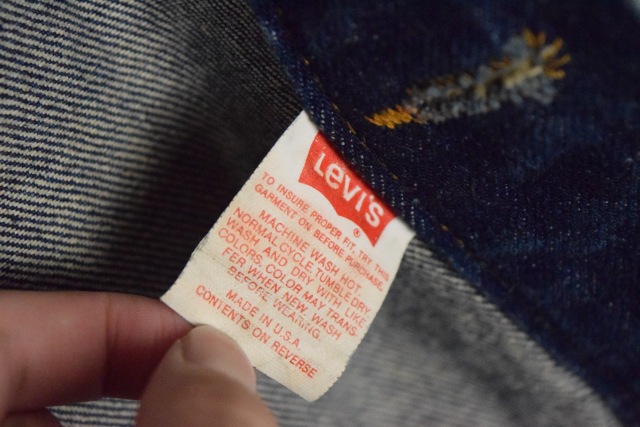 Levi's
®
TO INSURE PROPER FIT, TRY THIS
GARMENT ON BEFORE PURCHASE.
MACHINE WASH HOT,
NORMAL CYCLE, TUMBLE DRY.
WASH AND DRY WITH LIKE
COLORS. COLOR MAY TRANS-
FER WHEN NEW. WASH
BEFORE WEARING.
MADE IN U.S.A.
CONTENTS ON REVERSE